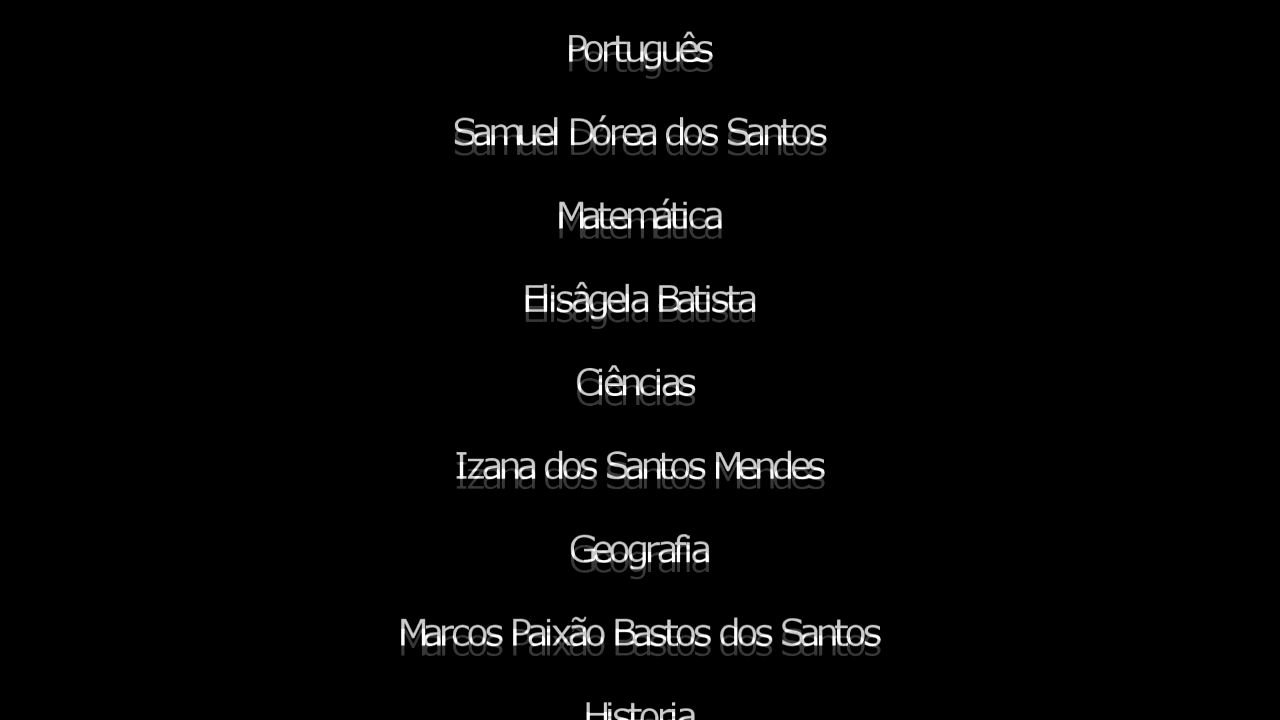 Português
Samuel Dórea dos Santos
Matemática
Elisâgela Batista
Ciências
Izana dos Santos Mendes
Geografia
Marcos Paixão Bastos dos Santos
Historia